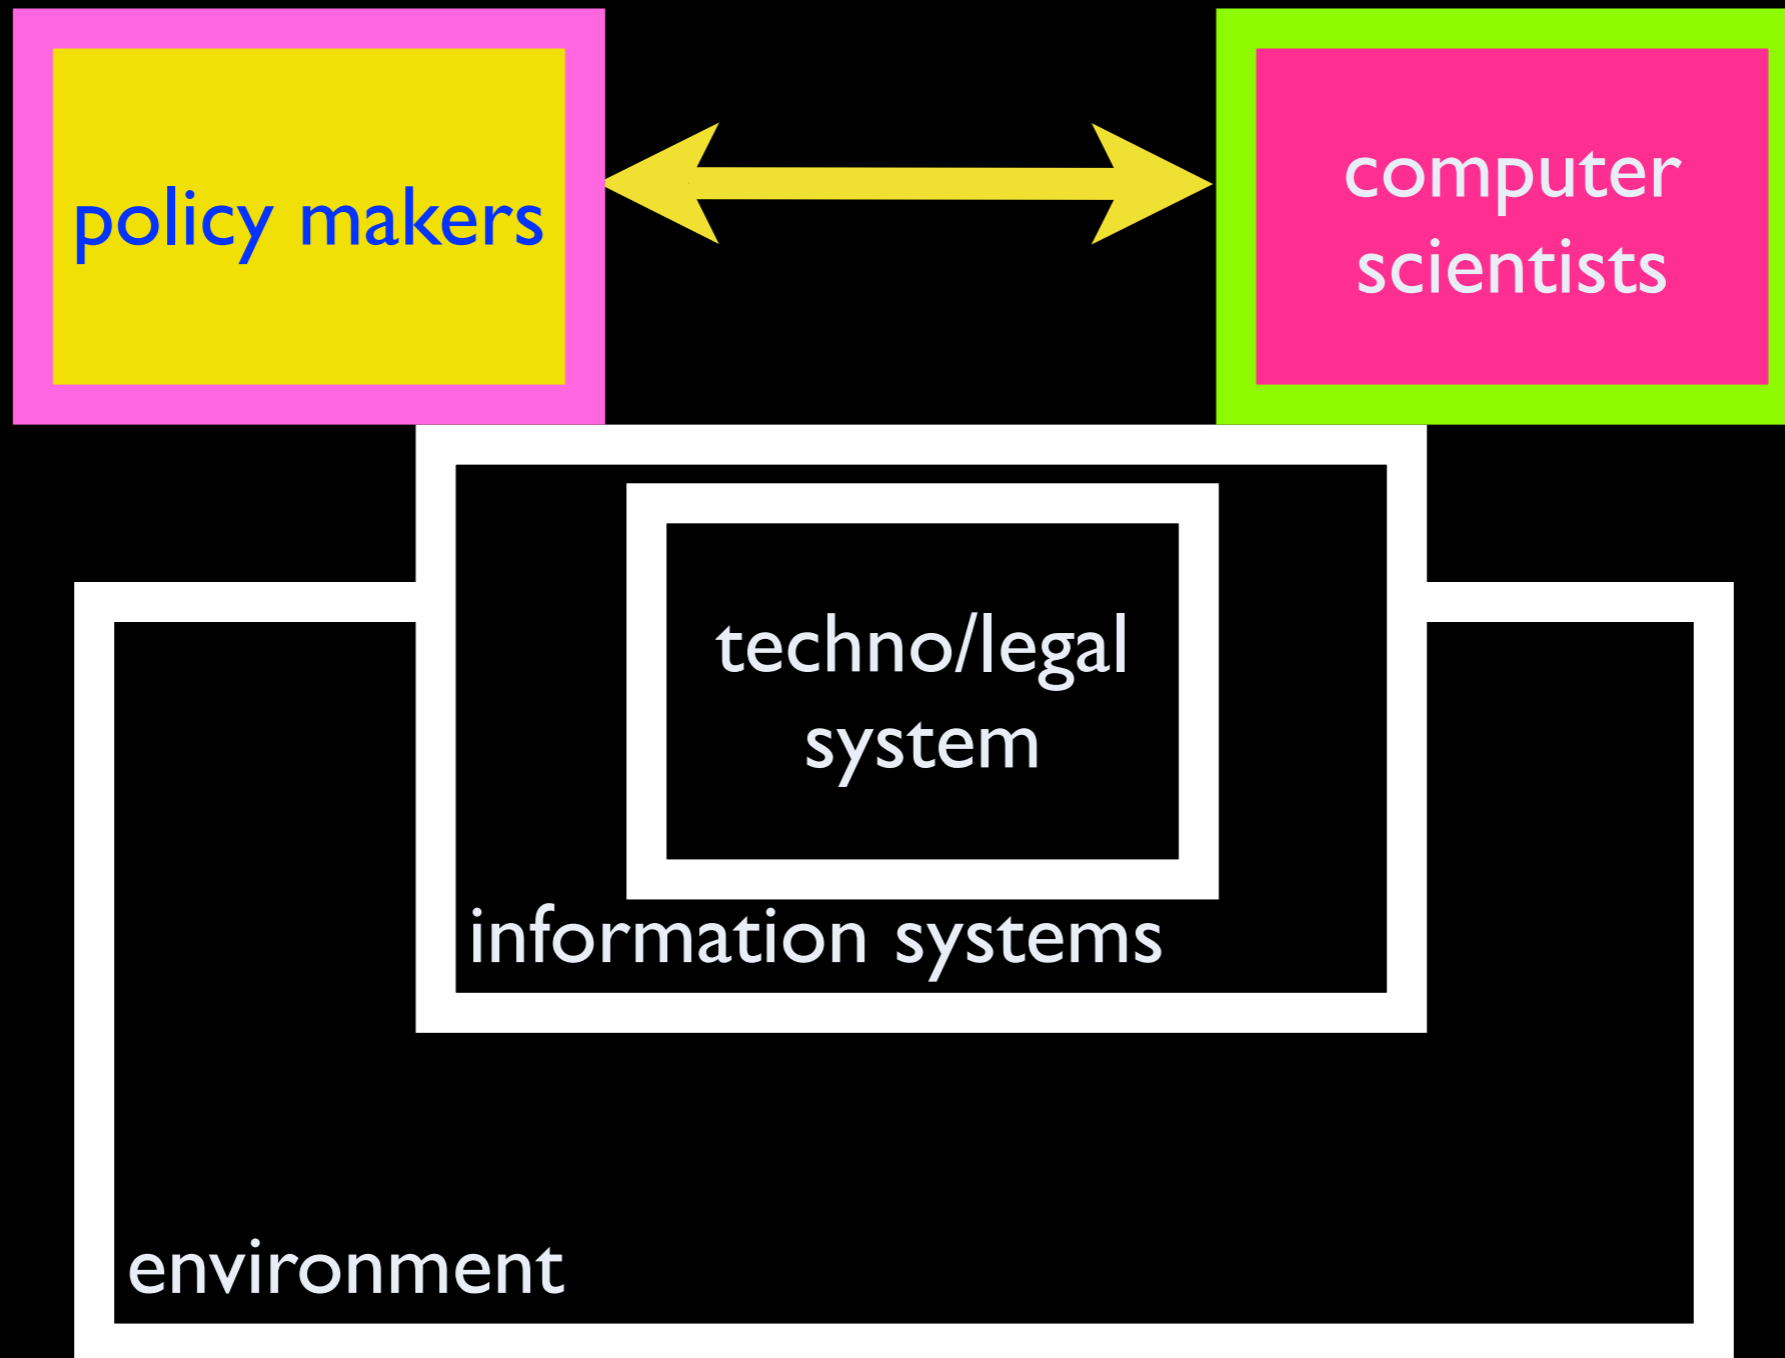 policy makers
computer
scientists
techno/legal
system
information systems
environment